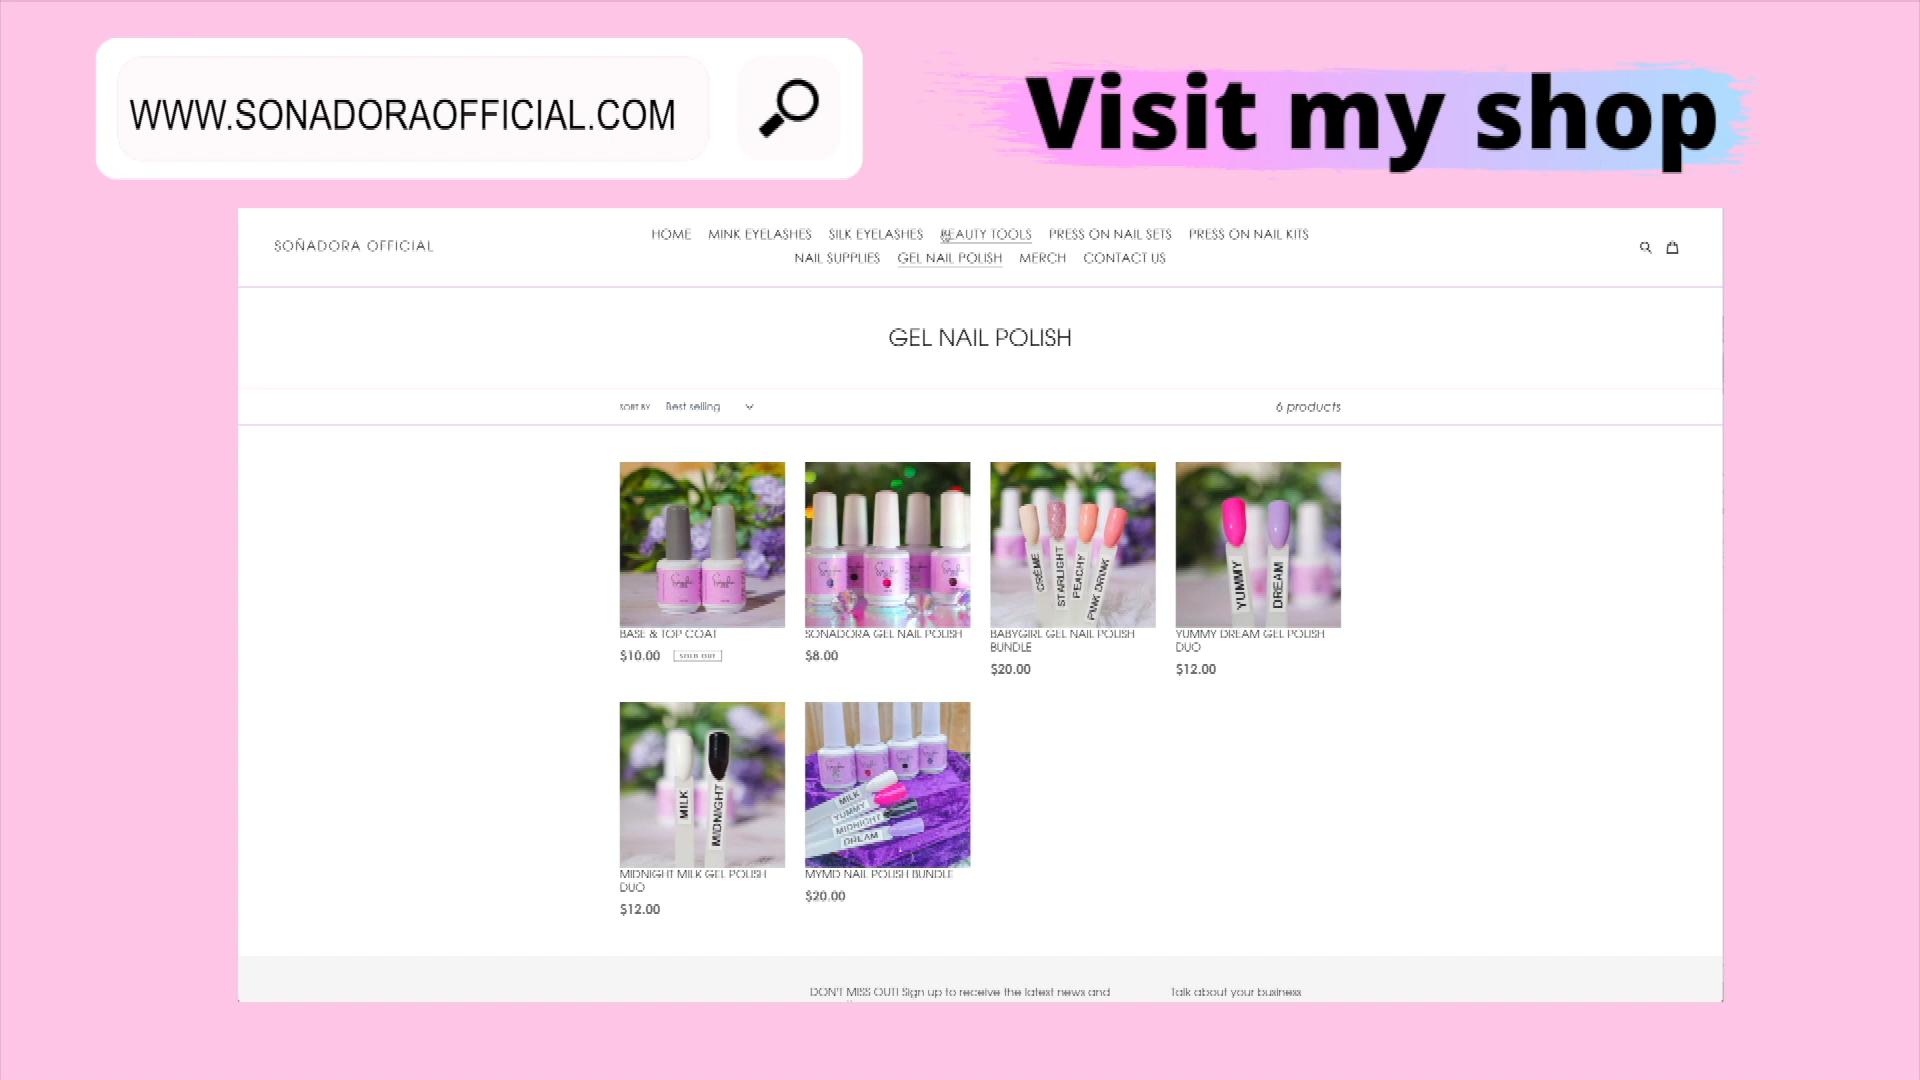 WWW.SONADORAOFFICIAL.COM
Visit my shop
SOÑADORA OFFICIAL
HOME MINK EYELASHES SILK EYELASHES BEAUTY TOOLS PRESS ON NAIL SETS PRESS ON NAIL KITS
NAIL SUPPLIES GEL NAIL POLISH MERCH CONTACT US
GEL NAIL POLISH
SORT BY Best selling
6 products
CRÈME
STARLIGHT
PEACHY
PINK DRINK
YUMMY
DREAM
BASE & TOP COAT
$10.00 SOLD OUT
SONADORA GEL NAIL POLISH
$8.00
BABYGIRL GEL NAIL POLISH
BUNDLE
$20.00
YUMMY DREAM GEL POLISH
DUO
$12.00
MILK
MIDNIGHT
MILK
YUMMY
MIDNIGHT
DREAM
MIDNIGHT MILK GEL POLISH
DUO
$12.00
MYMD NAIL POLISH BUNDLE
$20.00
DON'T MISS OUT! Sign up to receive the latest news and
Talk about your business